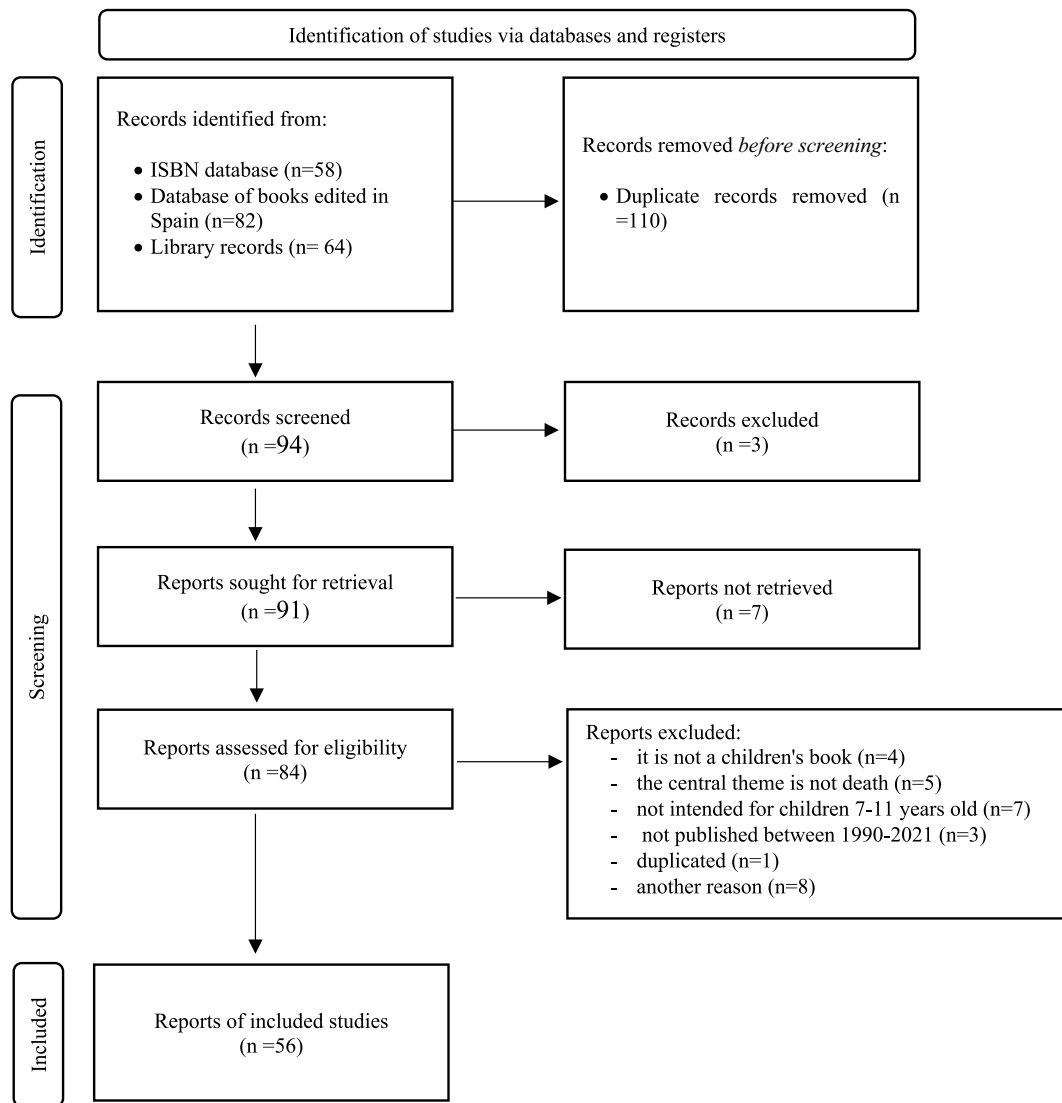 Identification of studies via databases and registers
Identification
Records identified from:
• ISBN database (n=58)
• Database of books edited in
Spain (n=82)
• Library records (n= 64)
Records removed before screening:
• Duplicate records removed (n
=110)
Screening
Records screened
(n =94)
Records excluded
(n =3)
Reports sought for retrieval
(n =91)
Reports not retrieved
(n =7)
Reports assessed for eligibility
(n =84)
Reports excluded:
- it is not a children's book (n=4)
- the central theme is not death (n=5)
- not intended for children 7-11 years old (n=7)
- not published between 1990-2021 (n=3)
- duplicated (n=1)
- another reason (n=8)
Included
Reports of included studies
(n =56)